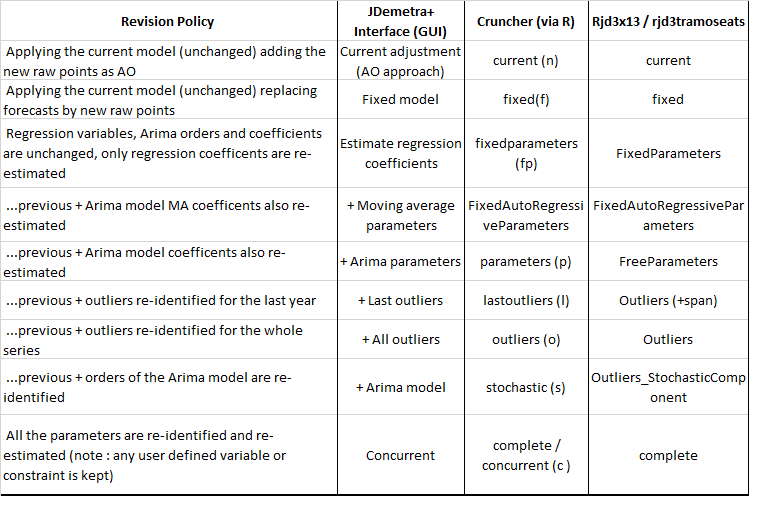 Revision Policy
JDemetra+
Interface (GUI)
Cruncher (via R)
Rjd3x13 / rjd3tramoseats
Applying the current model (unchanged) adding the
new raw points as AO
Current adjustment
(AO approach)
current (n)
current
Applying the current model (unchanged) replacing
forecasts by new raw points
Fixed model
fixed(f)
fixed
Regression variables, Arima orders and coefficients
are unchanged, only regression coefficents are re-
estimated
Estimate regression
coefficients
fixedparameters
(fp)
FixedParameters
...previous + Arima model MA coefficents also re-
estimated
+ Moving average
parameters
FixedAutoRegressi
veParameters
FixedAutoRegressivePar
ameters
...previous + Arima model coefficents also re-
estimated
+ Arima parameters
parameters (p)
FreeParameters
...previous + outliers re-identified for the last year
+ Last outliers
lastoutliers (l)
Outliers (+span)
...previous + outliers re-identified for the whole
series
+ All outliers
outliers (o)
Outliers
...previous + orders of the Arima model are re-
identified
+ Arima model
stochastic (s)
Outliers_StochasticComp
onent
All the parameters are re-identified and re-
estimated (note : any user defined variable or
constraint is kept)
Concurrent
complete /
concurrent (c )
complete